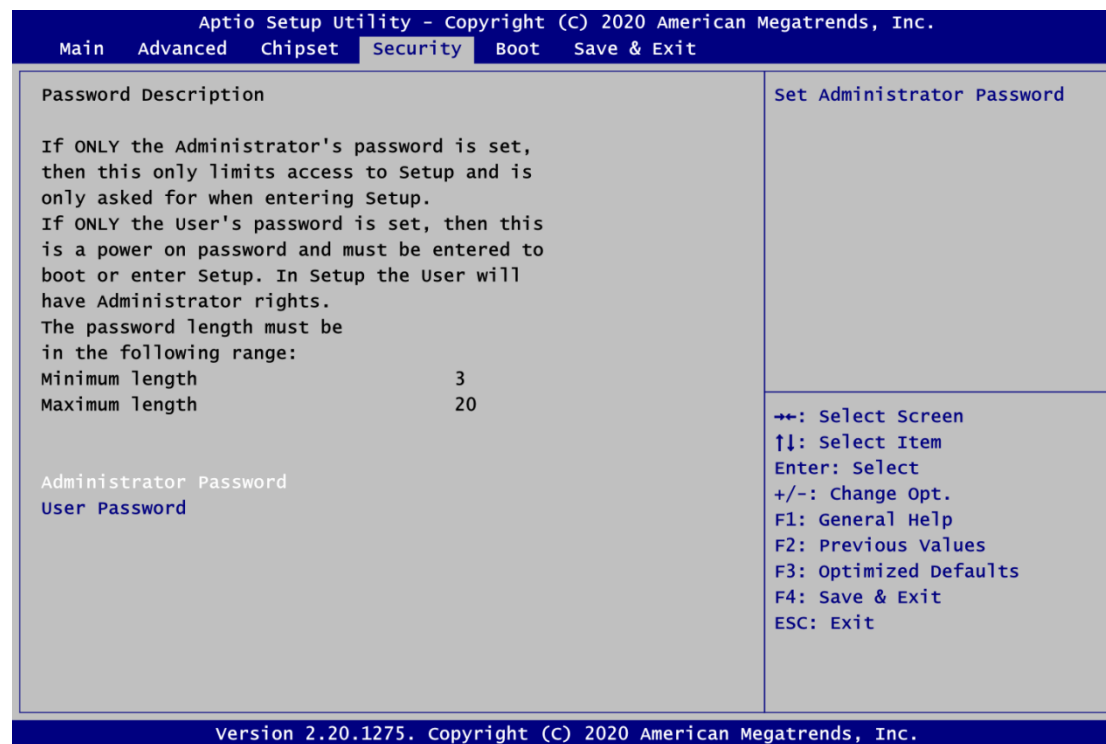 Aptio Setup Utility - Copyright (C) 2020 American Megatrends, Inc.
Main Advanced Chipset Security Boot Save & Exit
Password Description
If ONLY the Administrator's password is set,
then this only limits access to Setup and is
only asked for when entering Setup.
If ONLY the User's password is set, then this
is a power on password and must be entered to
boot or enter Setup. In Setup the User will
have Administrator rights.
The password length must be
in the following range:
Minimum length 3
Maximum length 20
Administrator Password
User Password
Set Administrator Password
→←: Select Screen
↑↓: Select Item
Enter: Select
+/-: Change Opt.
F1: General Help
F2: Previous Values
F3: Optimized Defaults
F4: Save & Exit
ESC: Exit
Version 2.20.1275. Copyright (C) 2020 American Megatrends, Inc.